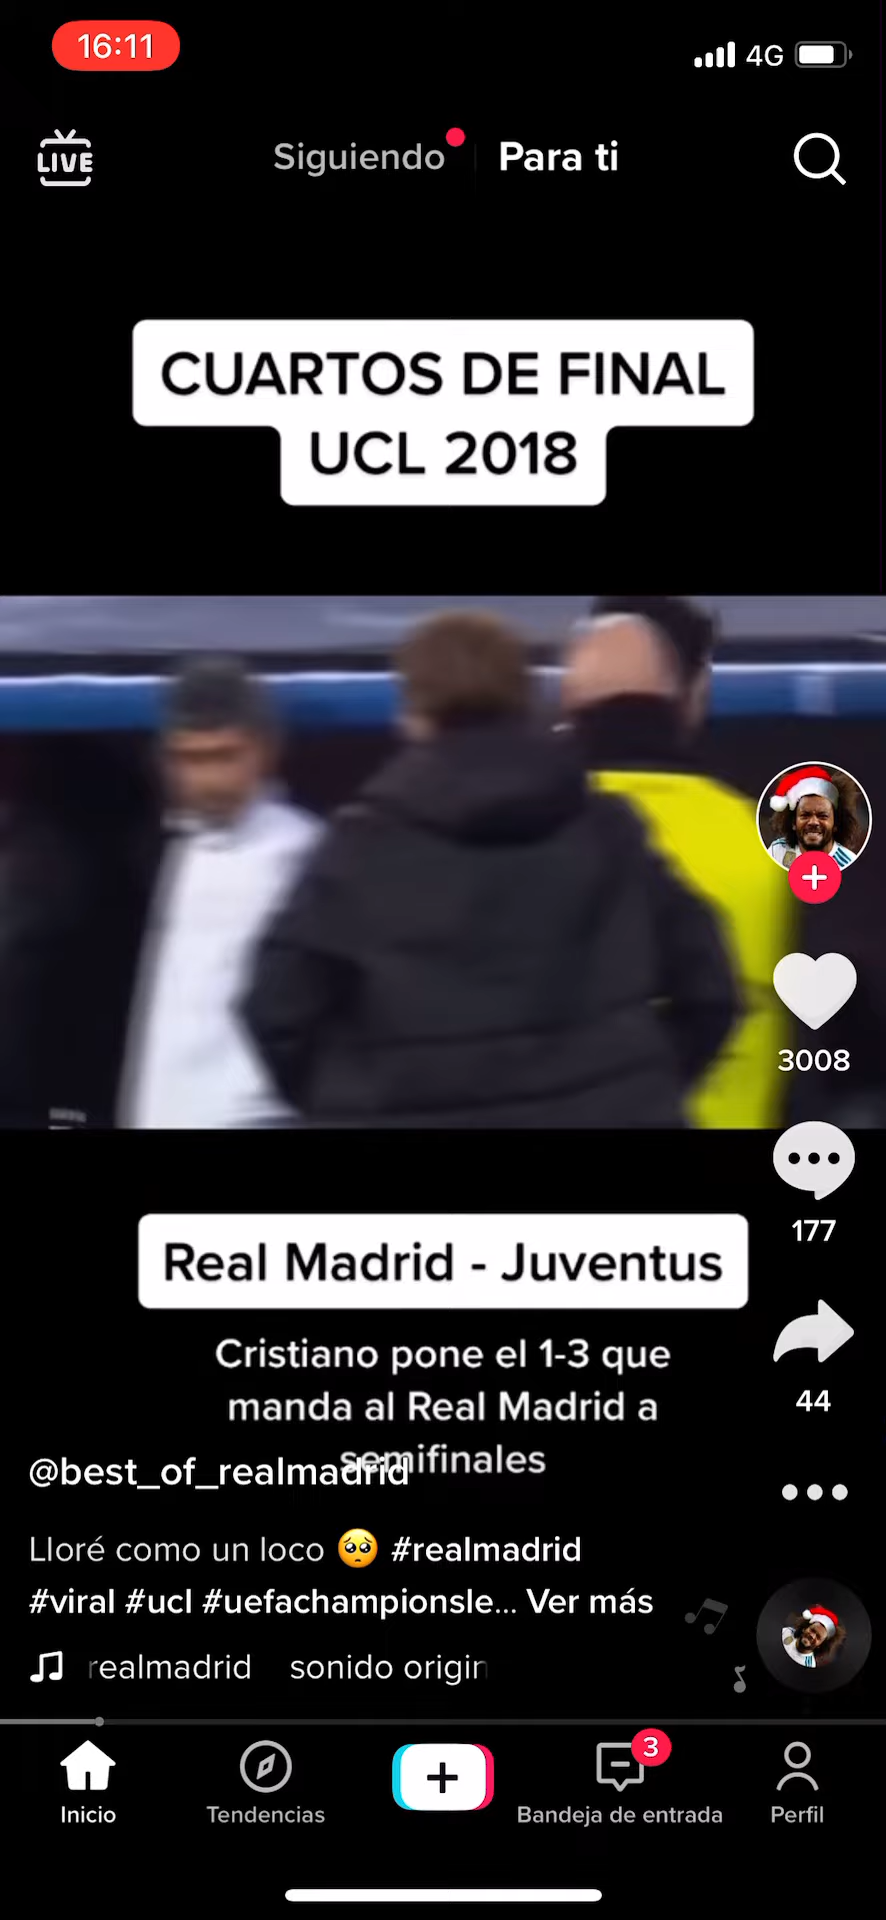 16:11
4G
LIVE
Siguiendo
Para ti
CUARTOS DE FINAL
UCL 2018
3008
177
Real Madrid - Juventus
Cristiano pone el 1-3 que
manda al Real Madrid a
semifinales
44
@best_of_realmadrid
Lloré como un loco 🥺 #realmadrid
#viral #ucl #uefachampionsle... Ver más
realmadrid sonido origin
Inicio
Tendencias
3
Bandeja de entrada
Perfil